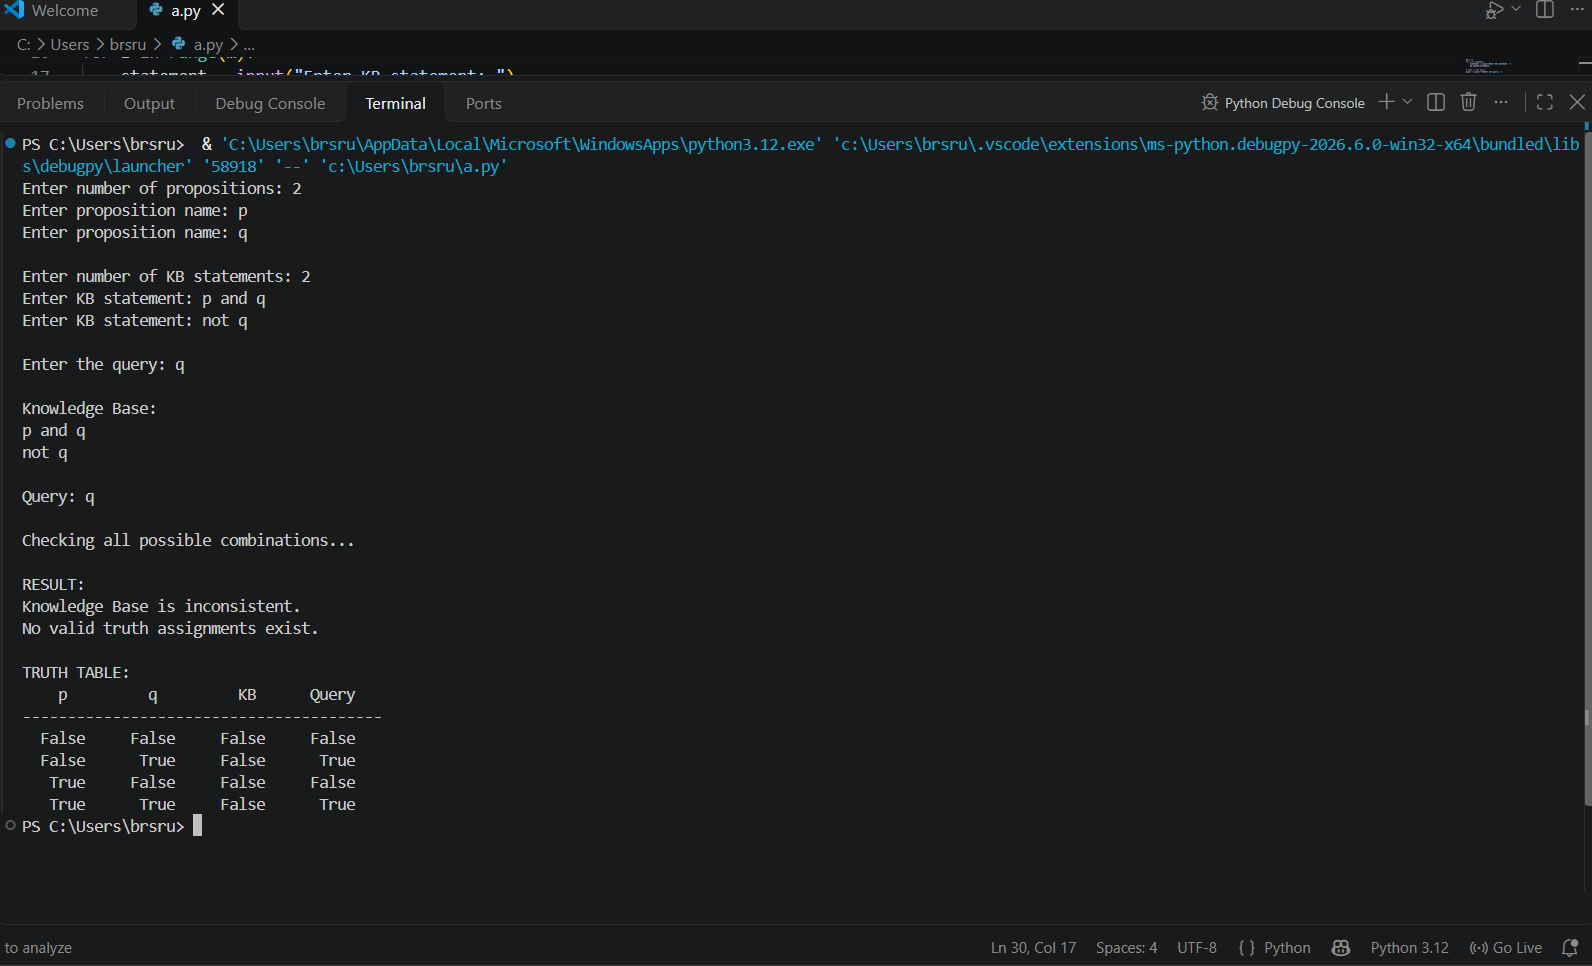 Welcome
a.py
C: > Users > brsru > a.py > ...
17 statement input("Enter KB statement: ")
Problems Output Debug Console Terminal Ports
Python Debug Console
PS C:\Users\brsru> & 'C:\Users\brsru\AppData\Local\Microsoft\WindowsApps\python3.12.exe' 'c:\Users\brsru\.vscode\extensions\ms-python.debugpy-2026.6.0-win32-x64\bundled\lib
s\debugpy\launcher' '58918' '--' 'c:\Users\brsru\a.py'
Enter number of propositions: 2
Enter proposition name: p
Enter proposition name: q
Enter number of KB statements: 2
Enter KB statement: p and q
Enter KB statement: not q
Enter the query: q
Knowledge Base:
p and q
not q
Query: q
Checking all possible combinations...
RESULT:
Knowledge Base is inconsistent.
No valid truth assignments exist.
TRUTH TABLE:
p q KB Query
----------------------------------------
False False False False
False True False True
True False False False
True True False True
PS C:\Users\brsru>
to analyze Ln 30, Col 17 Spaces: 4 UTF-8 { } Python Python 3.12 Go Live